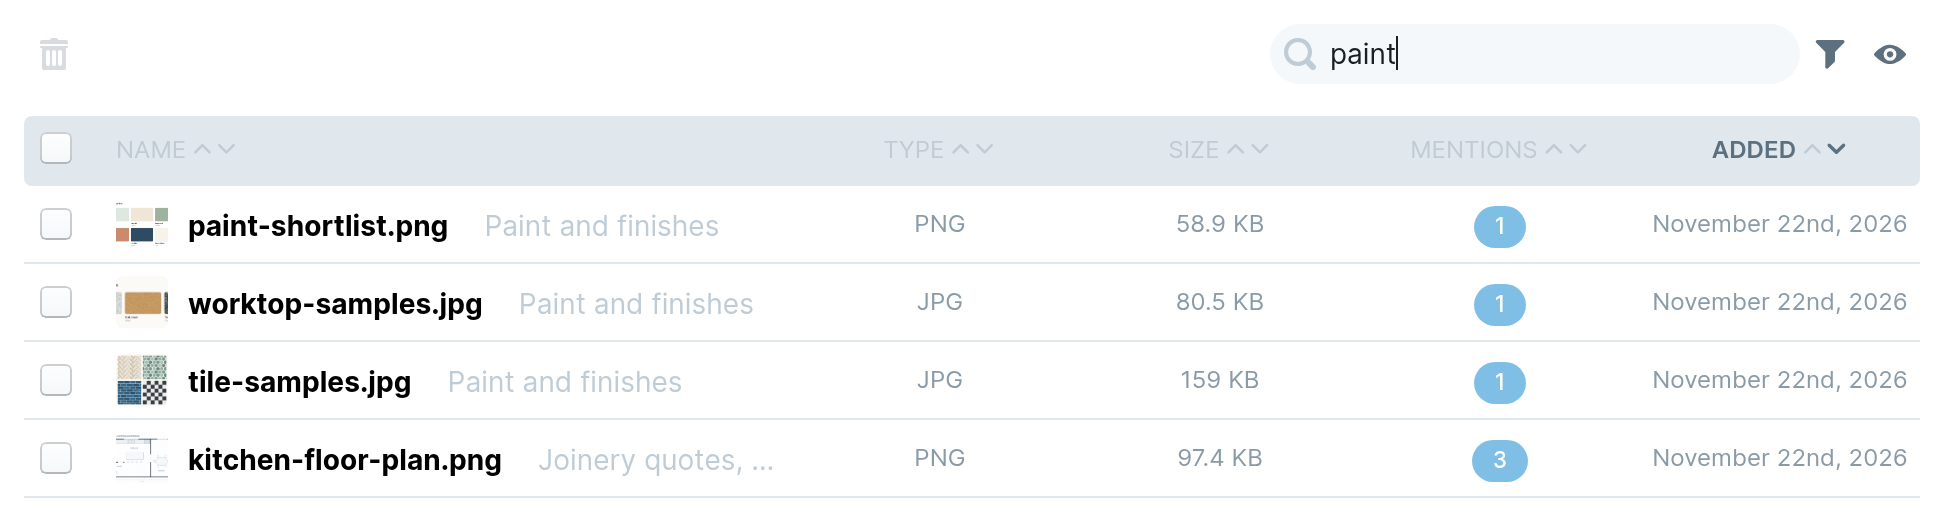 paint
NAME TYPE SIZE MENTIONS ADDED
paint-shortlist.png Paint and finishes PNG 58.9 KB 1 November 22nd, 2026
worktop-samples.jpg Paint and finishes JPG 80.5 KB 1 November 22nd, 2026
tile-samples.jpg Paint and finishes JPG 159 KB 1 November 22nd, 2026
kitchen-floor-plan.png Joinery quotes, ... PNG 97.4 KB 3 November 22nd, 2026